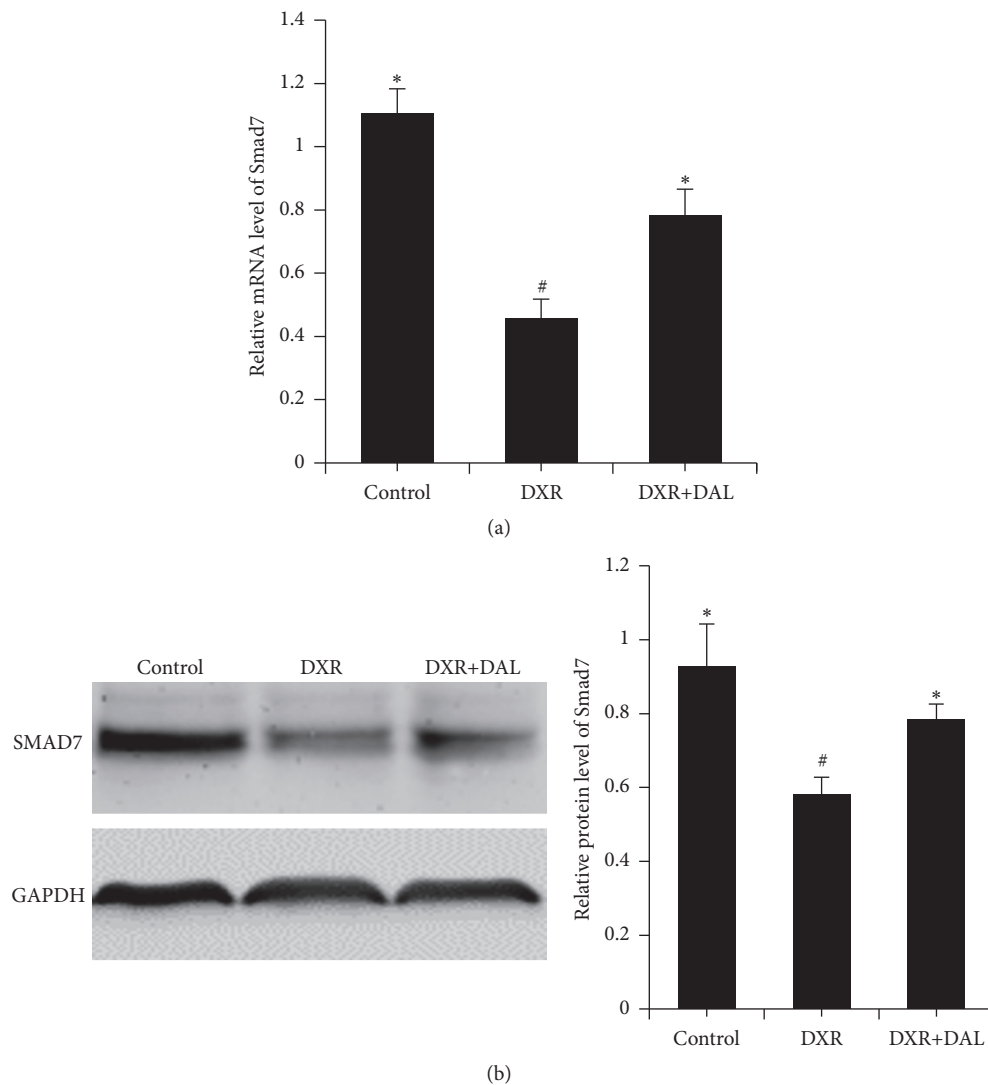 1.4
1.2
1
0.8
0.6
0.4
0.2
0
Relative mRNA level of Smad7
*
#
*
Control DXR DXR+DAL
(a)
Control DXR DXR+DAL
SMAD7
GAPDH
1.2
1
0.8
0.6
0.4
0.2
0
Relative protein level of Smad7
*
#
*
Control DXR DXR+DAL
(b)